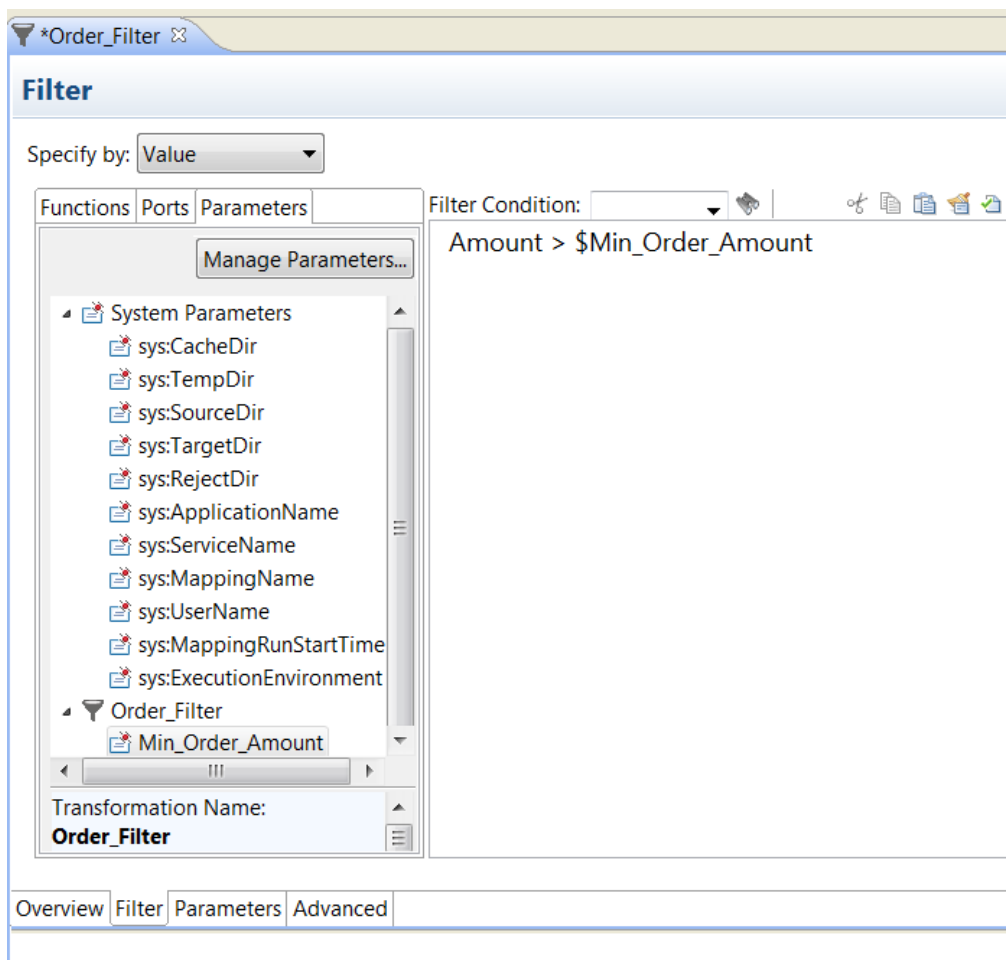 *Order_Filter
Filter
Specify by: Value
Functions Ports Parameters
Filter Condition:
Manage Parameters...
Amount > $Min_Order_Amount
System Parameters
sys:CacheDir
sys:TempDir
sys:SourceDir
sys:TargetDir
sys:RejectDir
sys:ApplicationName
sys:ServiceName
sys:MappingName
sys:UserName
sys:MappingRunStartTime
sys:ExecutionEnvironment
Order_Filter
Min_Order_Amount
Transformation Name:
Order_Filter
Overview Filter Parameters Advanced